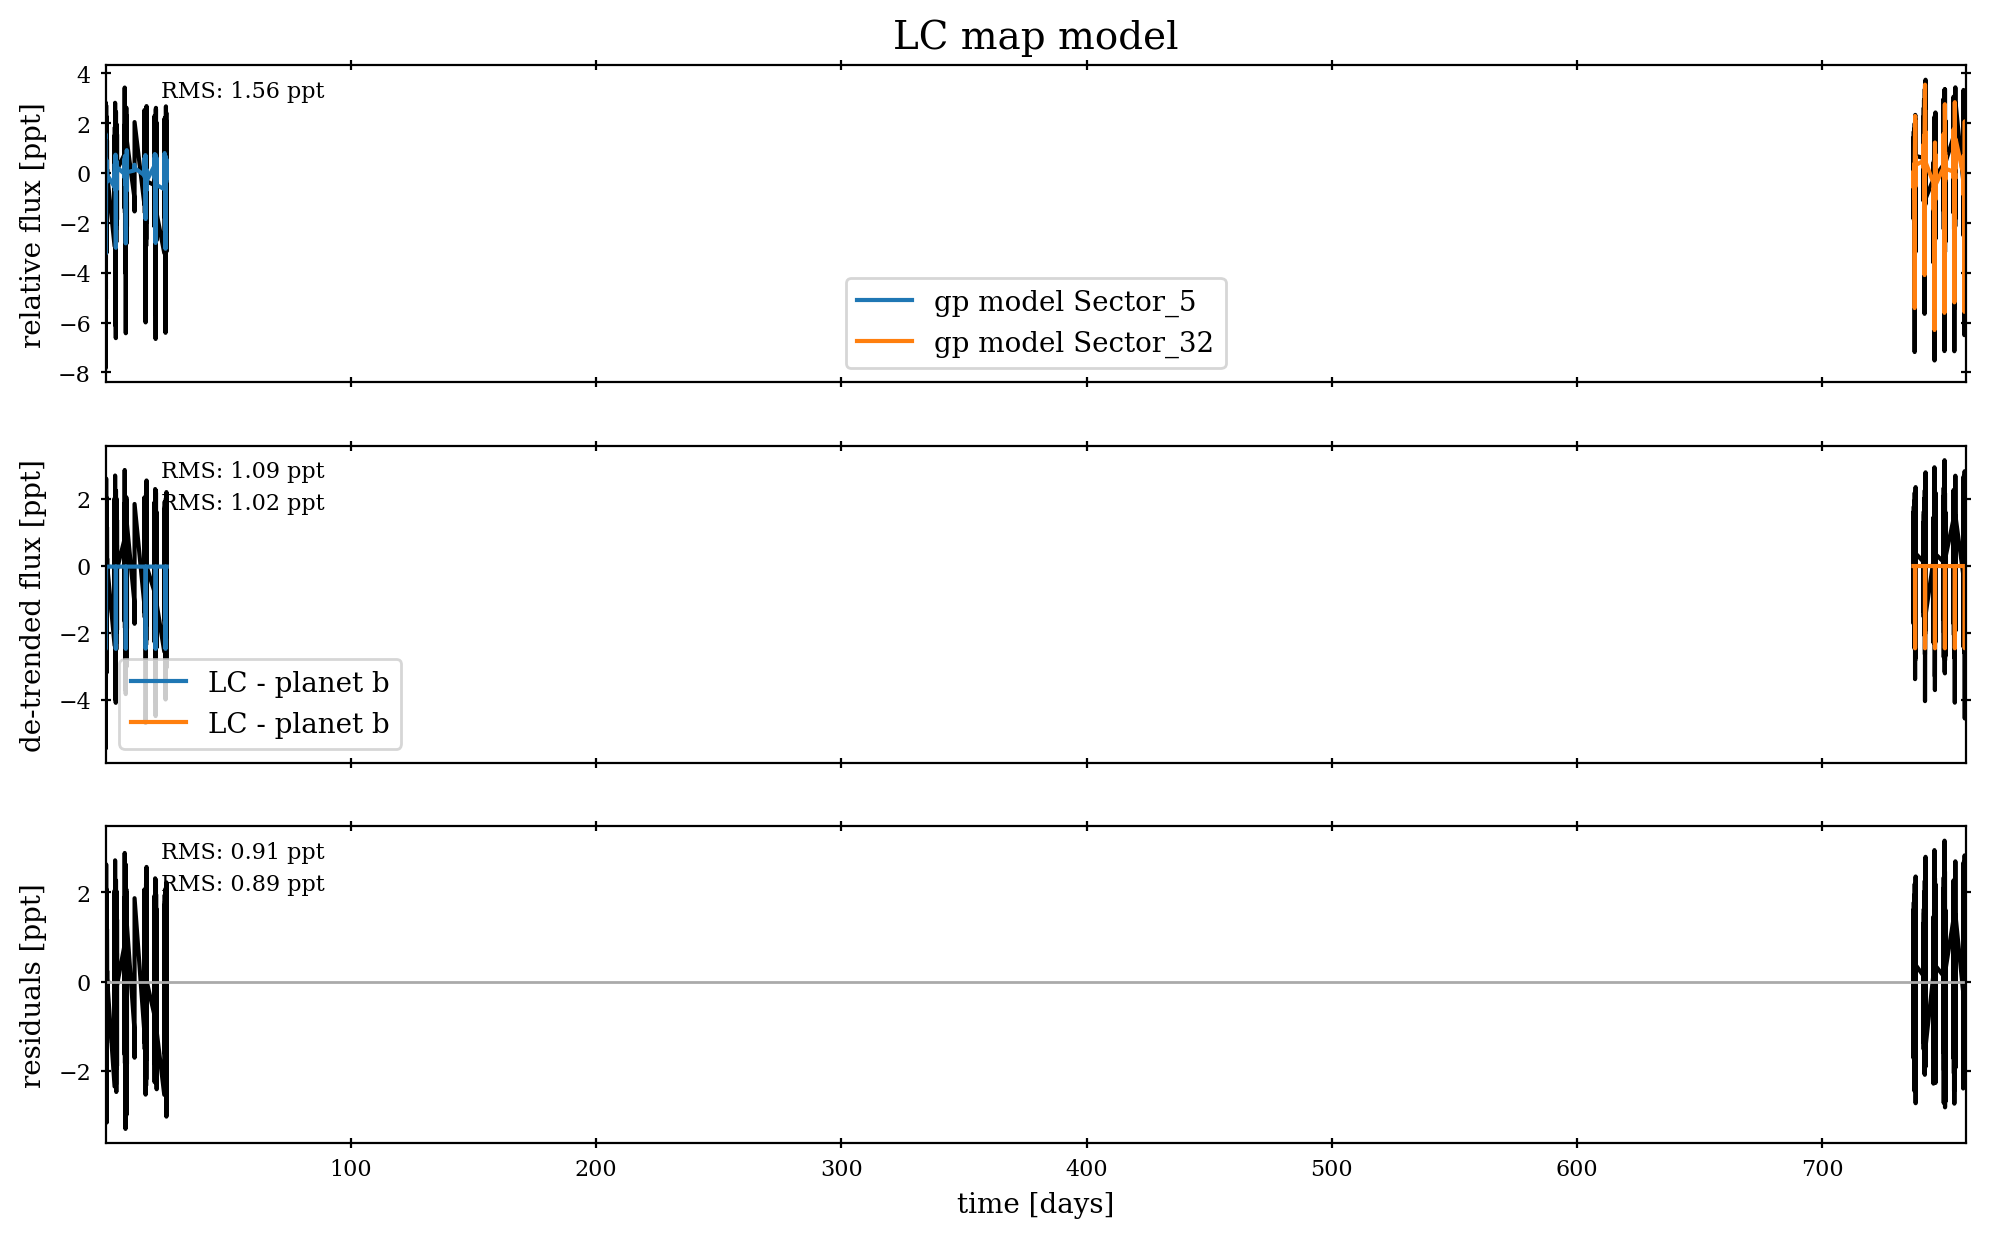 LC map model
relative flux [ppt]
4
2
0
−2
−4
−6
−8
RMS: 1.56 ppt
gp model Sector_5
gp model Sector_32
de-trended flux [ppt]
2
0
−2
−4
RMS: 1.09 ppt
RMS: 1.02 ppt
LC - planet b
LC - planet b
residuals [ppt]
2
0
−2
RMS: 0.91 ppt
RMS: 0.89 ppt
100 200 300 400 500 600 700
time [days]